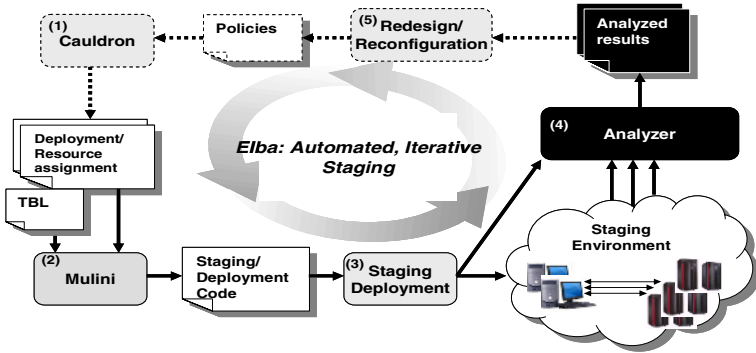 (1)
Cauldron
Policies
(5)
Redesign/
Reconfiguration
Analyzed
results
Deployment/
Resource
assignment
TBL
Elba: Automated, Iterative
Staging
(4)
Analyzer
(2)
Mulini
Staging/
Deployment
Code
(3)
Staging
Deployment
Staging
Environment